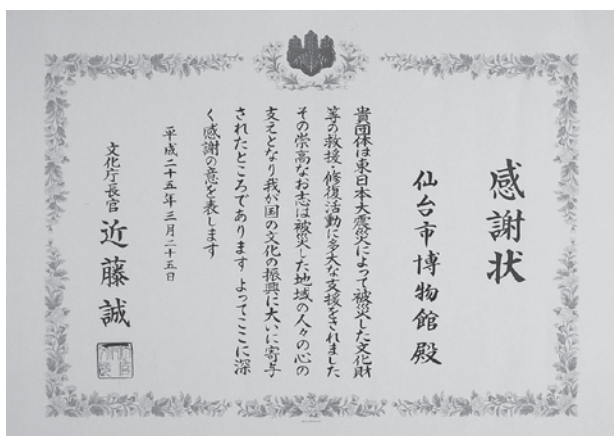 感謝状
仙台市博物館殿
貴団体は東日本大震災によって被災した文化財
等の救援・修復活動に多大な支援をされました
その崇高なお志は被災した地域の人々の心の
支えとなり我が国の文化の振興に大いに寄与
されたところであります よってここに深
く感謝の意を表します
平成二十五年三月二十五日
文化庁長官 近藤誠